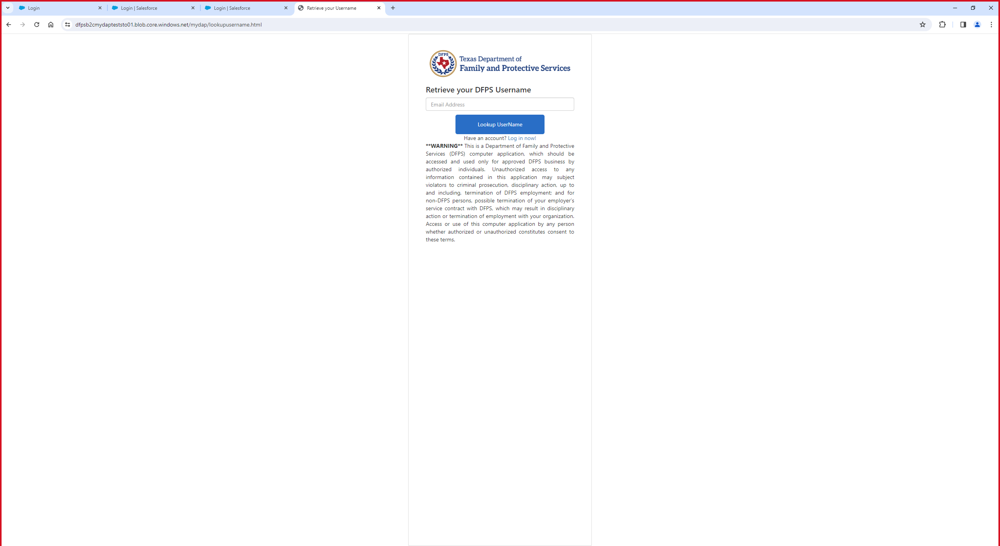 Login
Login | Salesforce
Login | Salesforce
Retrieve your Username
dfpsb2cmydapteststo01.blob.core.windows.net/mydap/lookupusername.html
DFPS
Texas Department of
Family and Protective Services
Retrieve your DFPS Username
Email Address
Lookup UserName
Have an account? Log in now!
**WARNING** This is a Department of Family and Protective
Services (DFPS) computer application, which should be
accessed and used only for approved DFPS business by
authorized individuals. Unauthorized access to any
information contained in this application may subject
violators to criminal prosecution, disciplinary action, up to
and including, termination of DFPS employment; and for
non-DFPS persons, possible termination of your employer's
service contract with DFPS, which may result in disciplinary
action or termination of employment with your organization.
Access or use of this computer application by any person
whether authorized or unauthorized constitutes consent to
these terms.